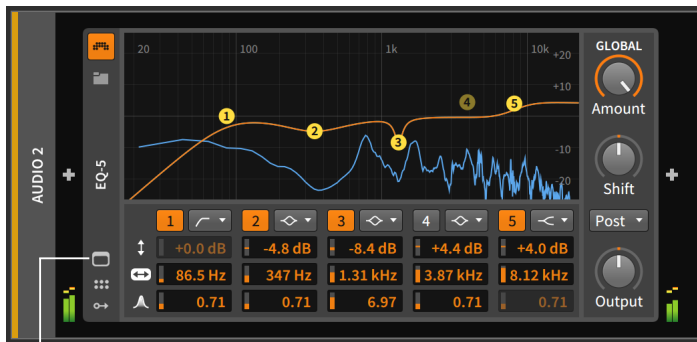 AUDIO 2
EQ-5
20 100 1k 10k
+20
+10
-10
-20
1 2 3 4 5
1 2 3 4 5
+0.0 dB -4.8 dB -8.4 dB +4.4 dB +4.0 dB
86.5 Hz 347 Hz 1.31 kHz 3.87 kHz 8.12 kHz
0.71 0.71 6.97 0.71 0.71
GLOBAL
Amount
Shift
Post
Output